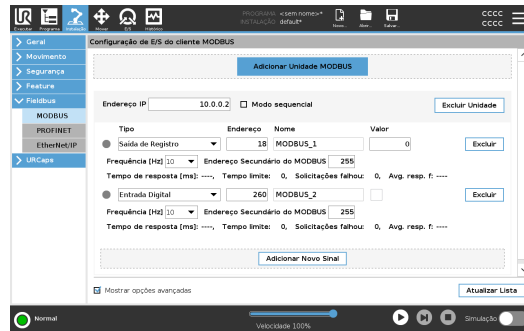 UR
Executar Programa Instalação Mover E/S Histórico
PROGRAMA <sem nome>*
INSTALAÇÃO default*
Novo... Abrir... Salvar...
CCCC
CCCC
Geral
Movimento
Segurança
Feature
Fieldbus
MODBUS
PROFINET
EtherNet/IP
URCaps
Configuração de E/S do cliente MODBUS
Adicionar Unidade MODBUS
Endereço IP 10.0.0.2 Modo sequencial Excluir Unidade
Tipo Endereço Nome Valor
Saída de Registro 18 MODBUS_1 0 Excluir
Frequência [Hz] 10 Endereço Secundário do MODBUS 255
Tempo de resposta [ms]: ----, Tempo limite: 0, Solicitações falhou: 0, Avg. resp. f: ----
Entrada Digital 260 MODBUS_2 Excluir
Frequência [Hz] 10 Endereço Secundário do MODBUS 255
Tempo de resposta [ms]: ----, Tempo limite: 0, Solicitações falhou: 0, Avg. resp. f: ----
Adicionar Novo Sinal
Mostrar opções avançadas Atualizar Lista
Normal
Velocidade 100%
Simulação